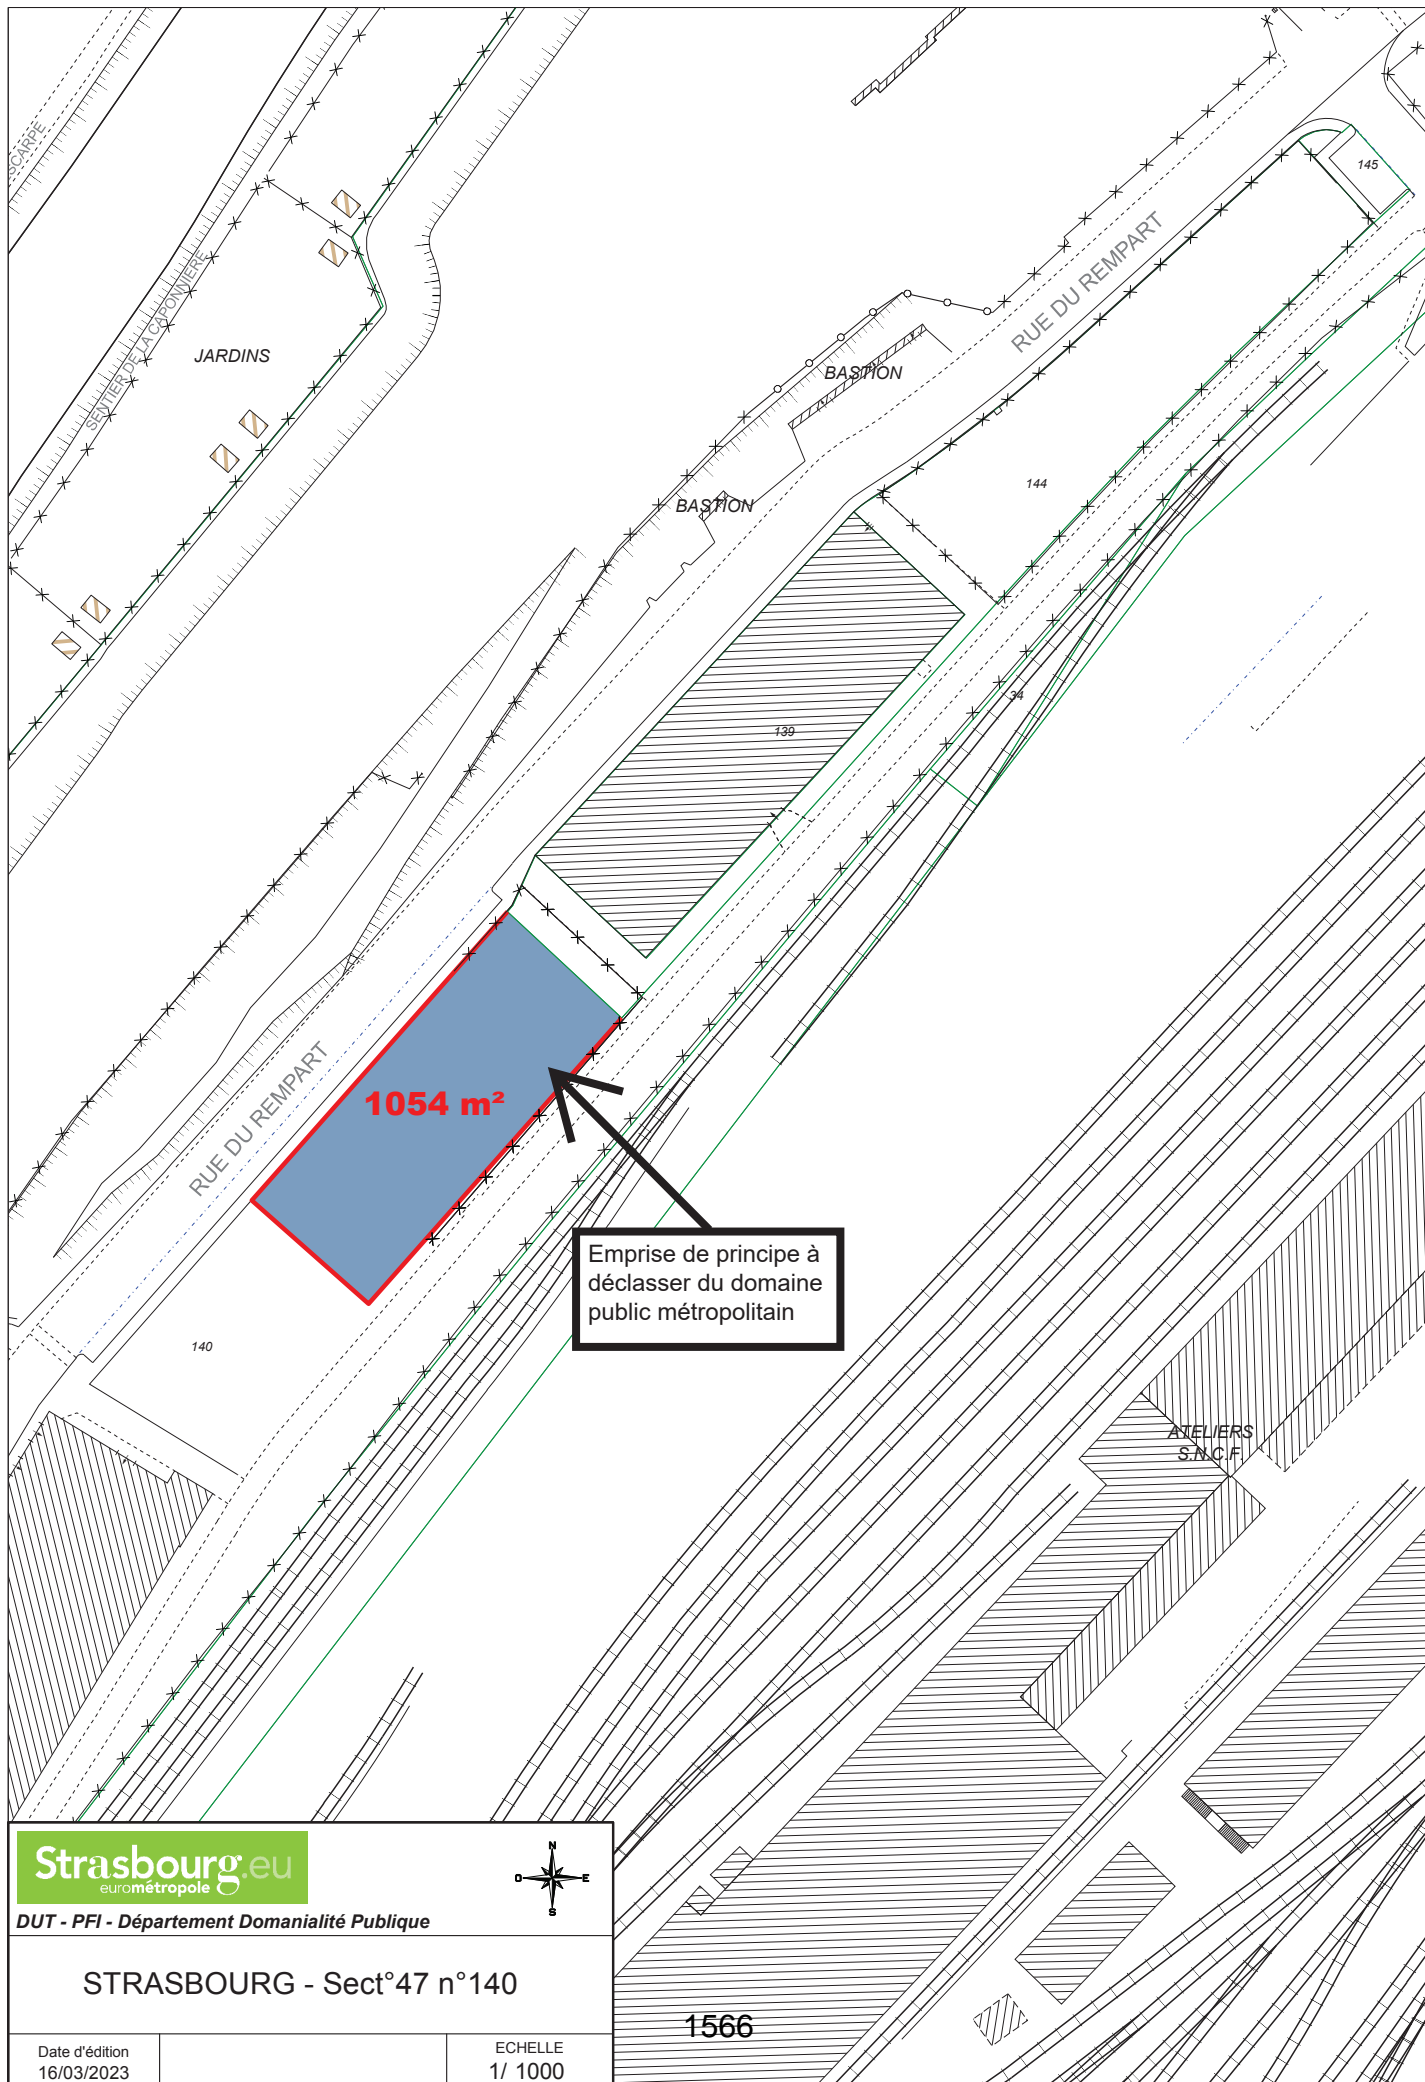 145
RUE DU REMPART
SENTIER DE LA CAPONNIERE
JARDINS
BASTION
BASTION
144
34
139
RUE DU REMPART
1054 m²
Emprise de principe à
déclasser du domaine
public métropolitain
140
ATELIERS
S.N.C.F.
Strasbourg.eu
eurométropole
N
O E
S
DUT - PFI - Département Domanialité Publique
STRASBOURG - Sect°47 n°140
1566
Date d'édition
16/03/2023
ECHELLE
1/ 1000